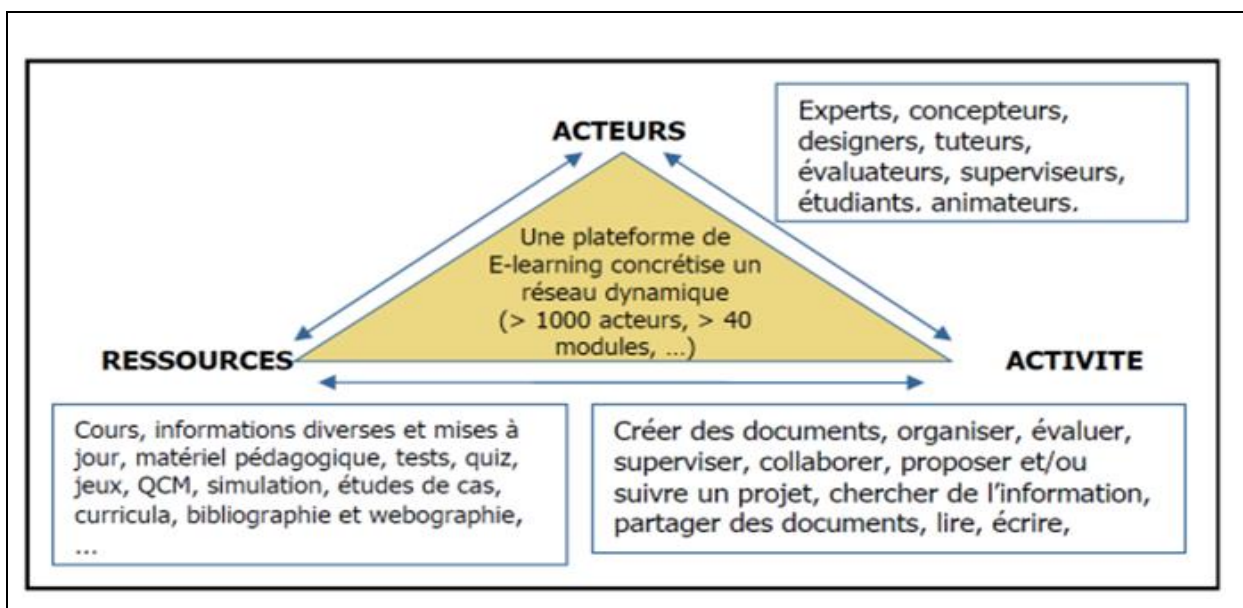 ACTEURS
Experts, concepteurs,
designers, tuteurs,
évaluateurs, superviseurs,
étudiants. animateurs.
Une plateforme de
E-learning concrétise un
réseau dynamique
(> 1000 acteurs, > 40
modules, ...)
RESSOURCES
ACTIVITE
Cours, informations diverses et mises à
jour, matériel pédagogique, tests, quiz,
jeux, QCM, simulation, études de cas,
curricula, bibliographie et webographie,
...
Créer des documents, organiser, évaluer,
superviser, collaborer, proposer et/ou
suivre un projet, chercher de l'information,
partager des documents, lire, écrire,